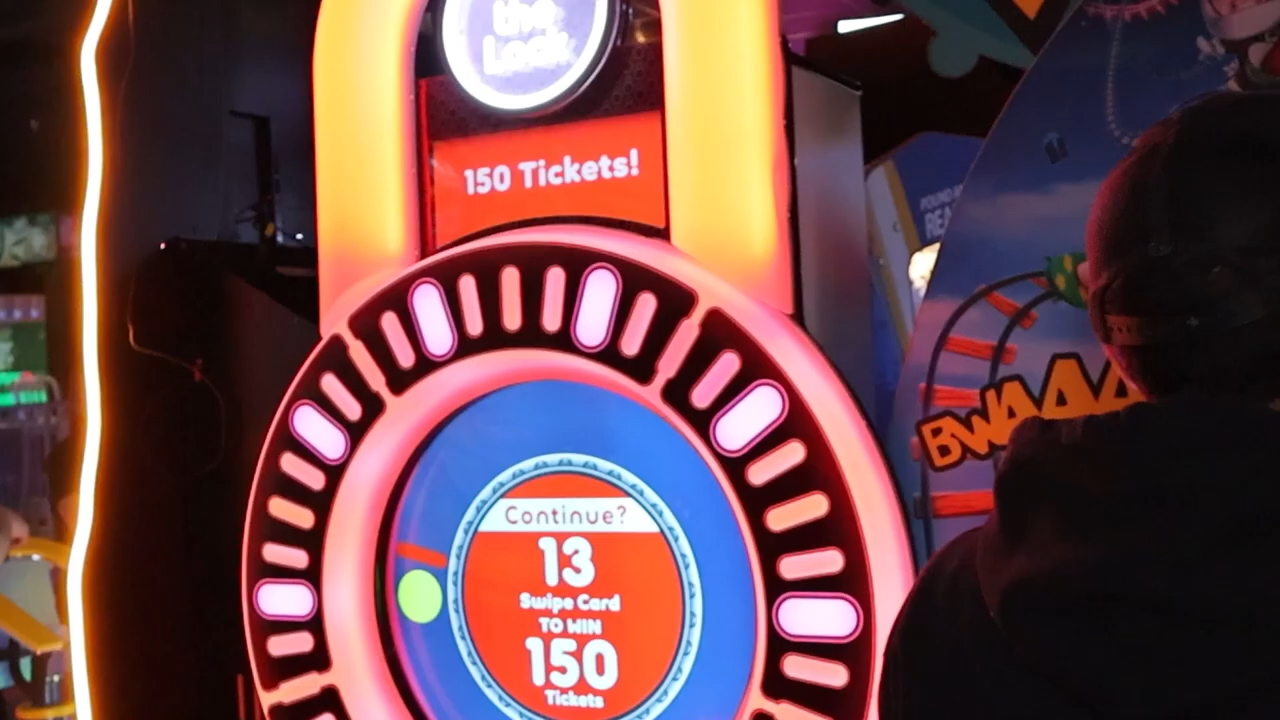 the
Lock
150 Tickets!
Continue?
13
Swipe Card
TO WIN
150
Tickets
BWAAA